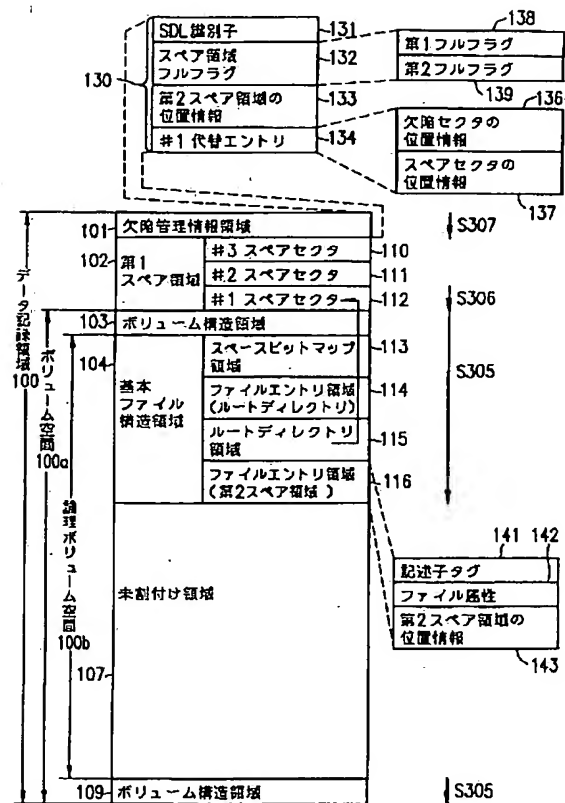 138
SDL 識別子
131
第1フルフラグ
スペア領域
フルフラグ
132
第2フルフラグ
130
139
136
第2スペア領域の
位置情報
133
欠陥セクタの
位置情報
#1 代替エントリ
134
スペアセクタの
位置情報
137
101
欠陥管理情報領域
S307
102
第1
スペア領域
#3 スペアセクタ
110
#2 スペアセクタ
111
#1 スペアセクタ
112
S306
103
ボリューム構造領域
104
スペースビットマップ
領域
113
S305
基本
ファイル
構造領域
ファイルエントリ領域
(ルートディレクトリ)
114
ルートディレクトリ
領域
115
ファイルエントリ領域
(第2スペア領域)
116
データ記録領域 100
ボリューム空間 100a
論理ボリューム空間 100b
141
142
記述子タグ
ファイル属性
第2スペア領域の
位置情報
143
未割付け領域
107
109
ボリューム構造領域
S305